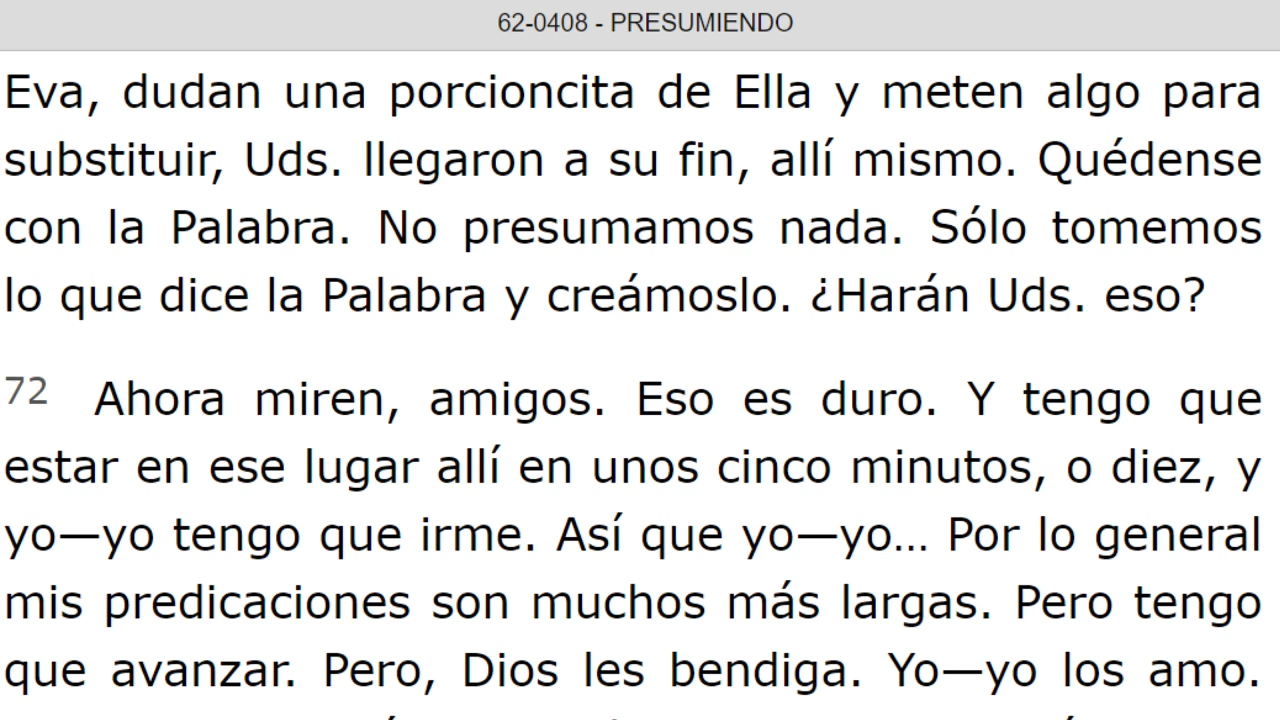 62-0408 - PRESUMIENDO
Eva, dudan una porcioncita de Ella y meten algo para
substituir, Uds. llegaron a su fin, allí mismo. Quédense
con la Palabra. No presumamos nada. Sólo tomemos
lo que dice la Palabra y creámoslo. ¿Harán Uds. eso?
72 Ahora miren, amigos. Eso es duro. Y tengo que
estar en ese lugar allí en unos cinco minutos, o diez, y
yo—yo tengo que irme. Así que yo—yo… Por lo general
mis predicaciones son muchos más largas. Pero tengo
que avanzar. Pero, Dios les bendiga. Yo—yo los amo.